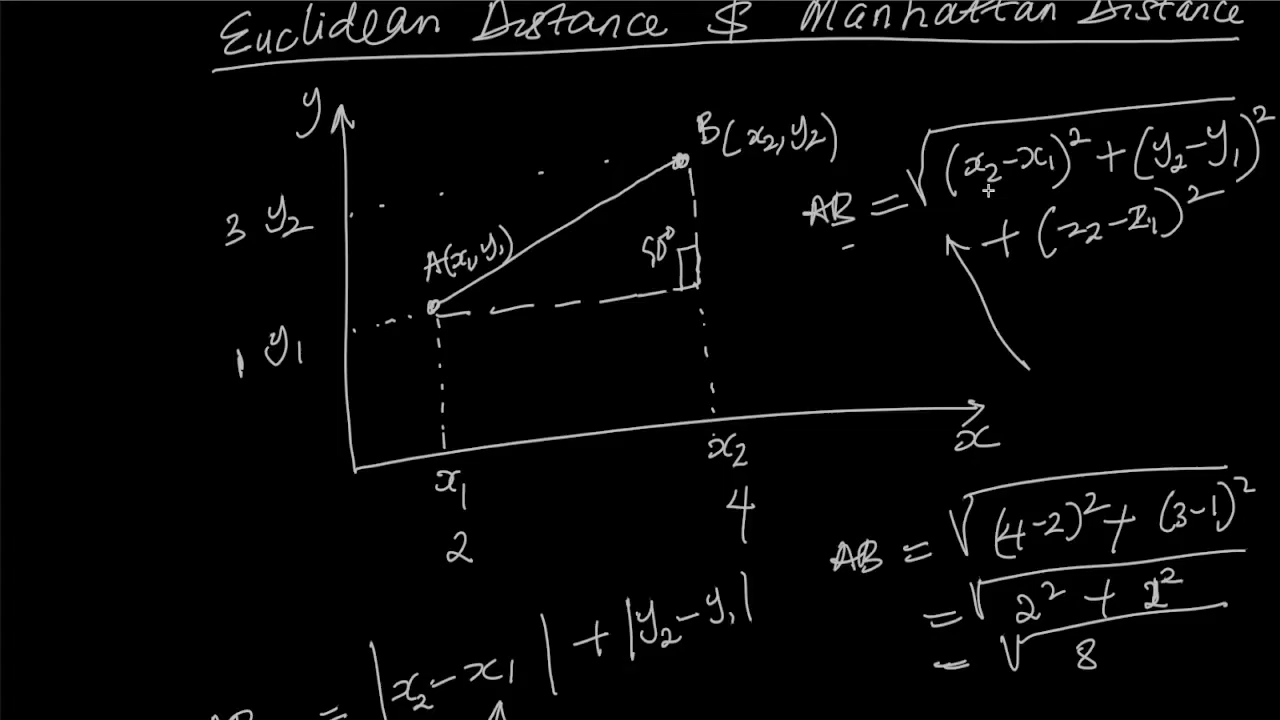 Euclidean Distance $ Manhattan Distance
y
B(x2, y2)
AB = √(x2-x1)² + (y2-y1)²
+ (z2-z1)²
3 y2
A(x1, y1)
90°
1 y1
x
x1
x2
2
4
AB = √(4-2)² + (3-1)²
= √2² + 2²
= √8
AB = |x2-x1| + |y2-y1|